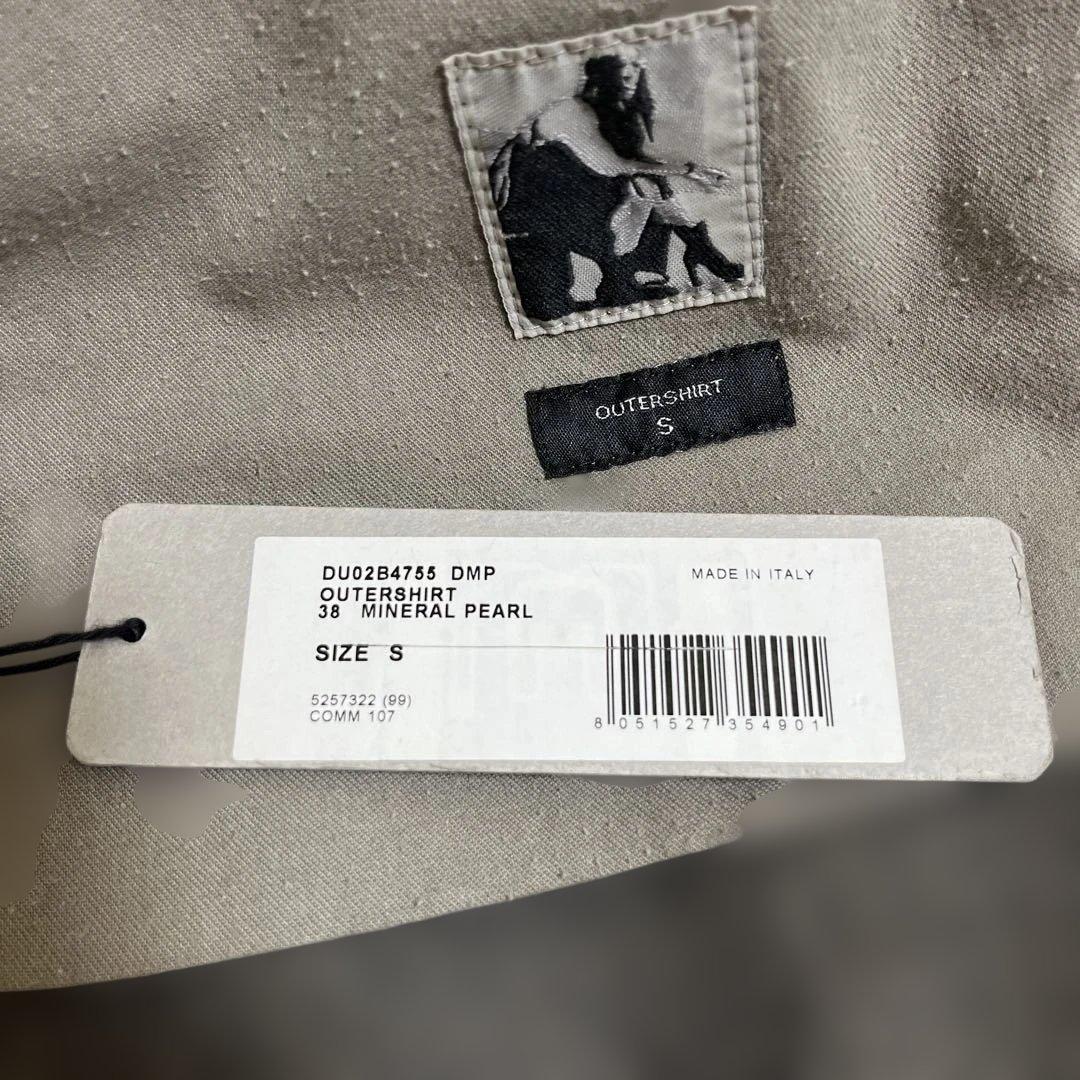 OUTERSHIRT
S
DU02B4755 DMP
MADE IN ITALY
OUTERSHIRT
38 MINERAL PEARL
SIZE S
5257322 (99)
COMM 107
8 051527 354901